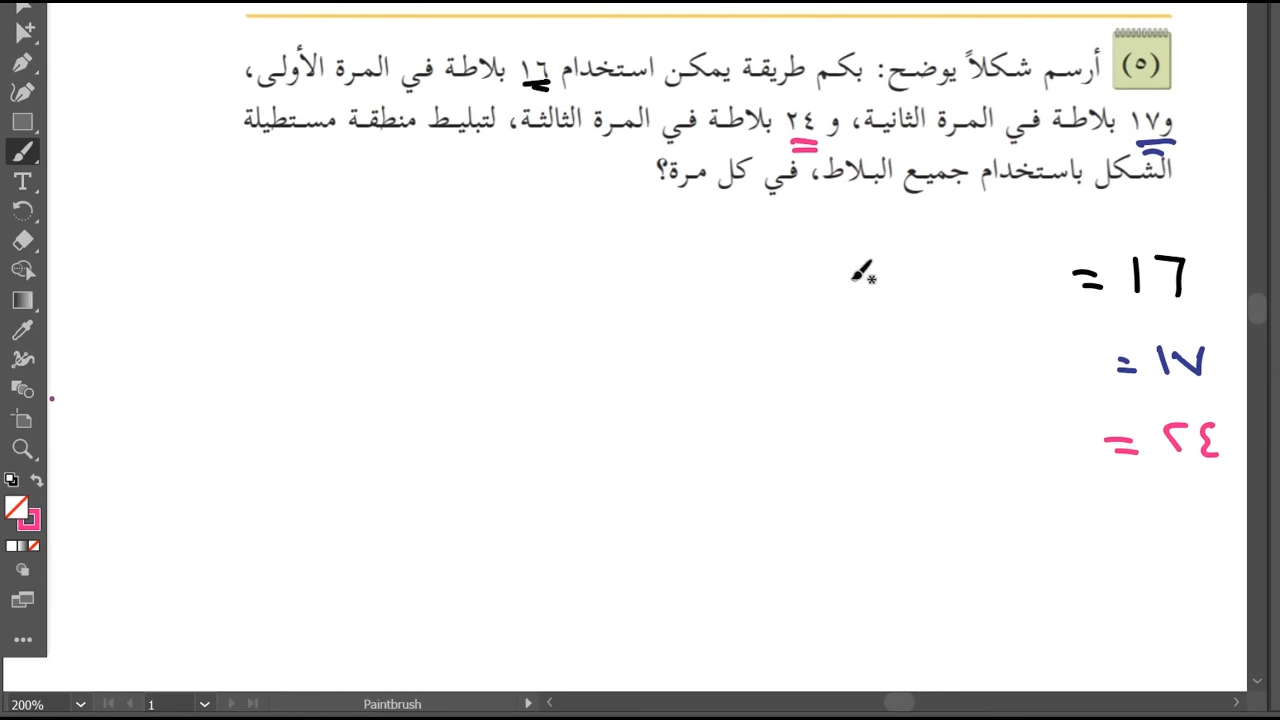 (٥) أرسم شكلاً يوضح: بكم طريقة يمكن استخدام ١٦ بلاطة في المرة الأولى،
و١٧ بلاطة في المرة الثانية، و ٢٤ بلاطة في المرة الثالثة، لتبليط منطقة مستطيلة
الشكل باستخدام جميع البلاط، في كل مرة؟
١٦ =
١٧ =
٢٤ =
200%
1
Paintbrush